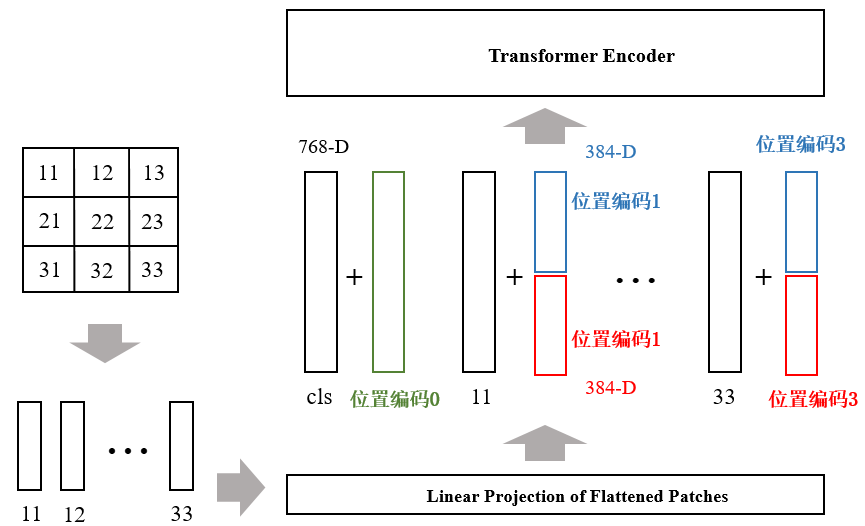 Transformer Encoder
768-D
384-D
位置编码3
11 12 13
21 22 23
31 32 33
位置编码1
+
+
...
+
位置编码1
384-D
cls
位置编码0
11
33
位置编码3
...
11
12
33
Linear Projection of Flattened Patches